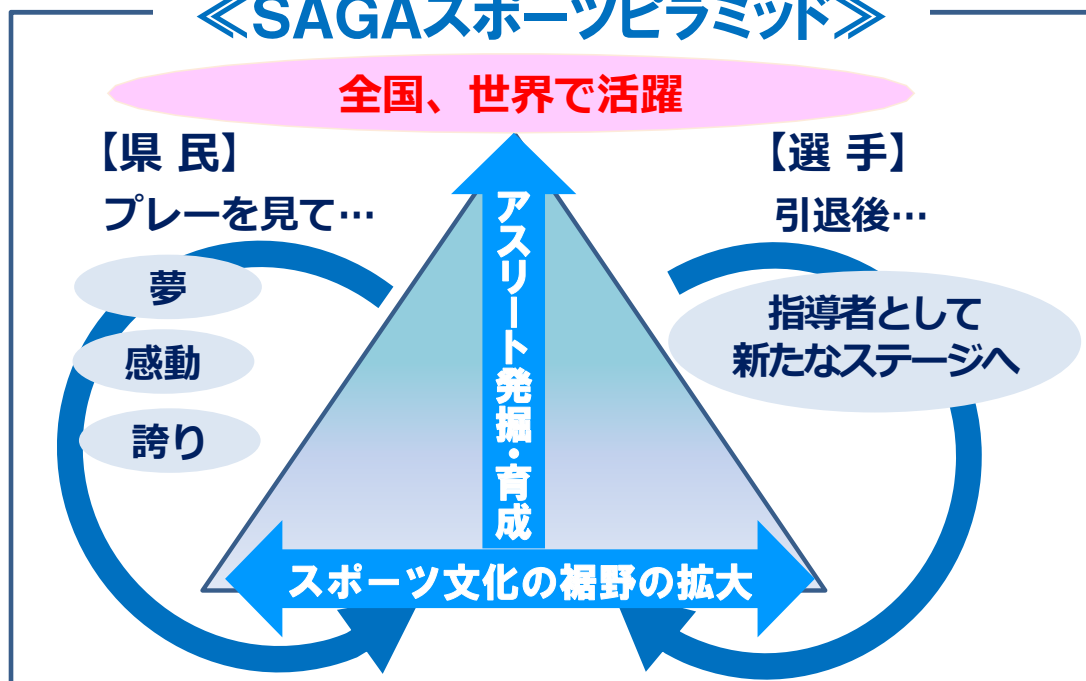 ≪SAGAスポーツピラミッド≫
全国、世界で活躍
【県 民】
プレーを見て…
夢
感動
誇り
【選 手】
引退後…
指導者として
新たなステージへ
アスリート発掘・育成
スポーツ文化の裾野の拡大